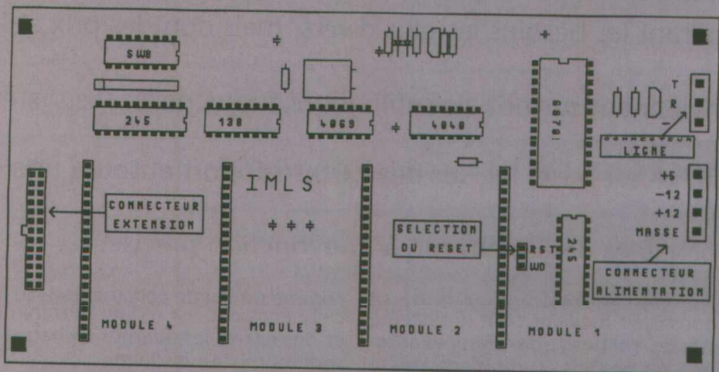 SW8
245
138
4069
4040
68701
T
R
-
LIGNE
+5
-12
+12
MASSE
CONNECTEUR
ALIMENTATION
CONNECTEUR
EXTENSION
IMLS
SELECTION
DU RESET
RST
WD
245
MODULE 4
MODULE 3
MODULE 2
MODULE 1